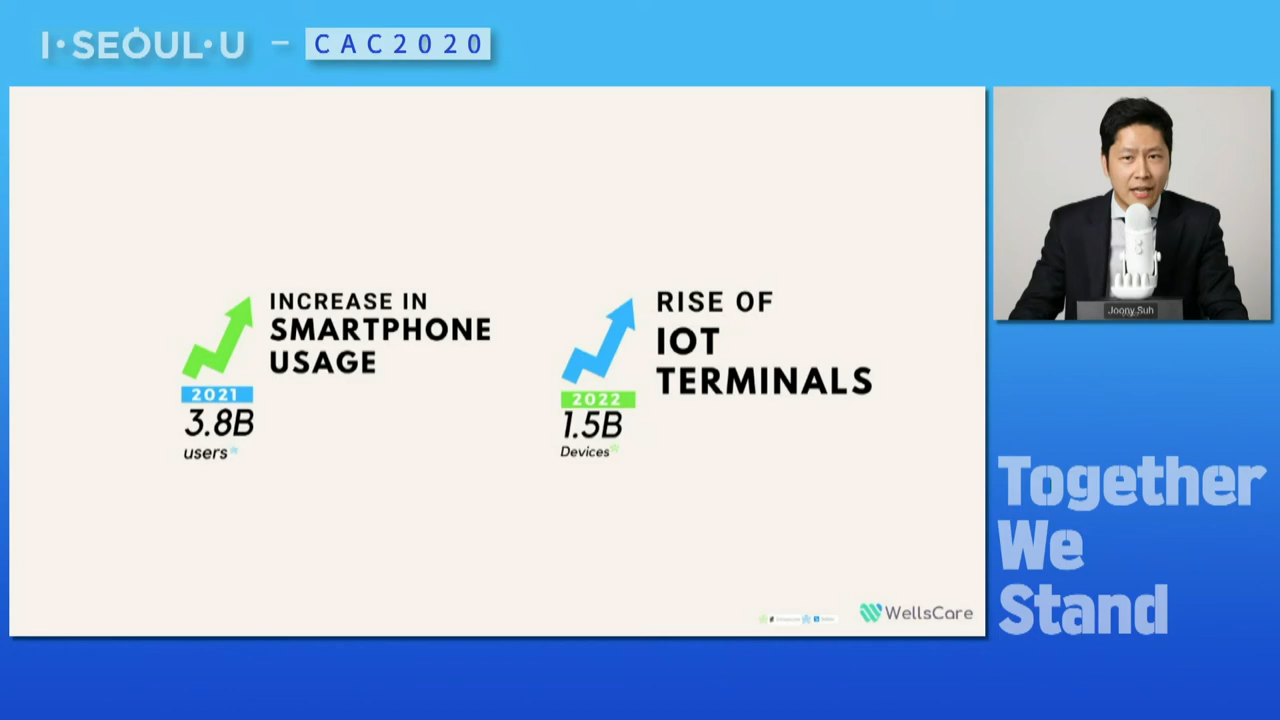 I·SEOUL·U – CAC2020
INCREASE IN
SMARTPHONE
USAGE
2021
3.8B
users
RISE OF
IOT
TERMINALS
2022
1.5B
Devices
WellsCare
Joony Suh
Together
We
Stand